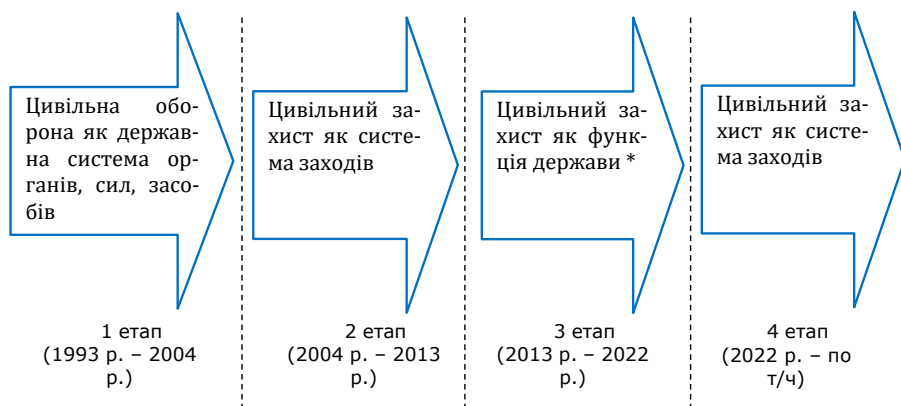 Цивільна обо-
рона як держав-
на система ор-
ганів, сил, засо-
бів
Цивільний за-
хист як систе-
ма заходів
Цивільний за-
хист як функ-
ція держави *
Цивільний за-
хист як систе-
ма заходів
1 етап
(1993 р. – 2004
р.)
2 етап
(2004 р. – 2013
р.)
3 етап
(2013 р. – 2022
р.)
4 етап
(2022 р. – по
т/ч)